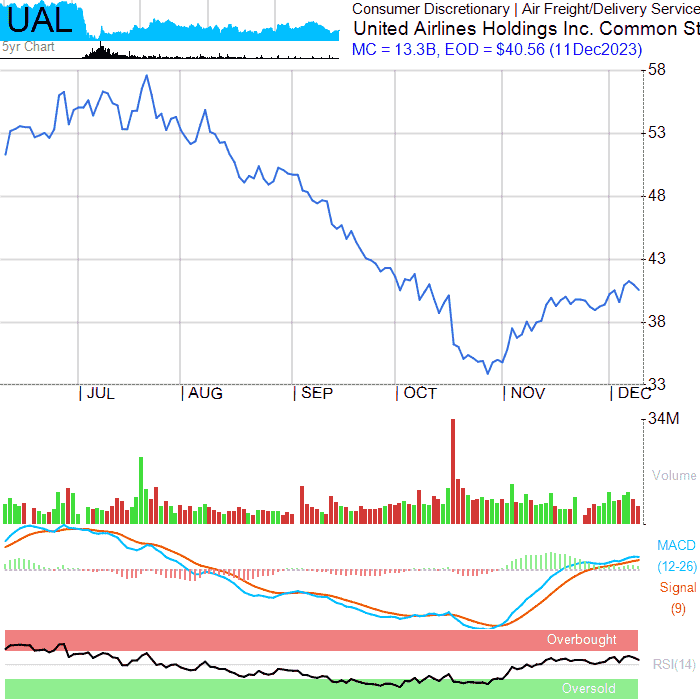 UAL
5yr Chart
Consumer Discretionary | Air Freight/Delivery Service
United Airlines Holdings Inc. Common St
MC = 13.3B, EOD = $40.56 (11Dec2023)
58
53
48
43
38
33
JUL
AUG
SEP
OCT
NOV
DEC
34M
Volume
MACD
(12-26)
Signal
(9)
Overbought
RSI(14)
Oversold